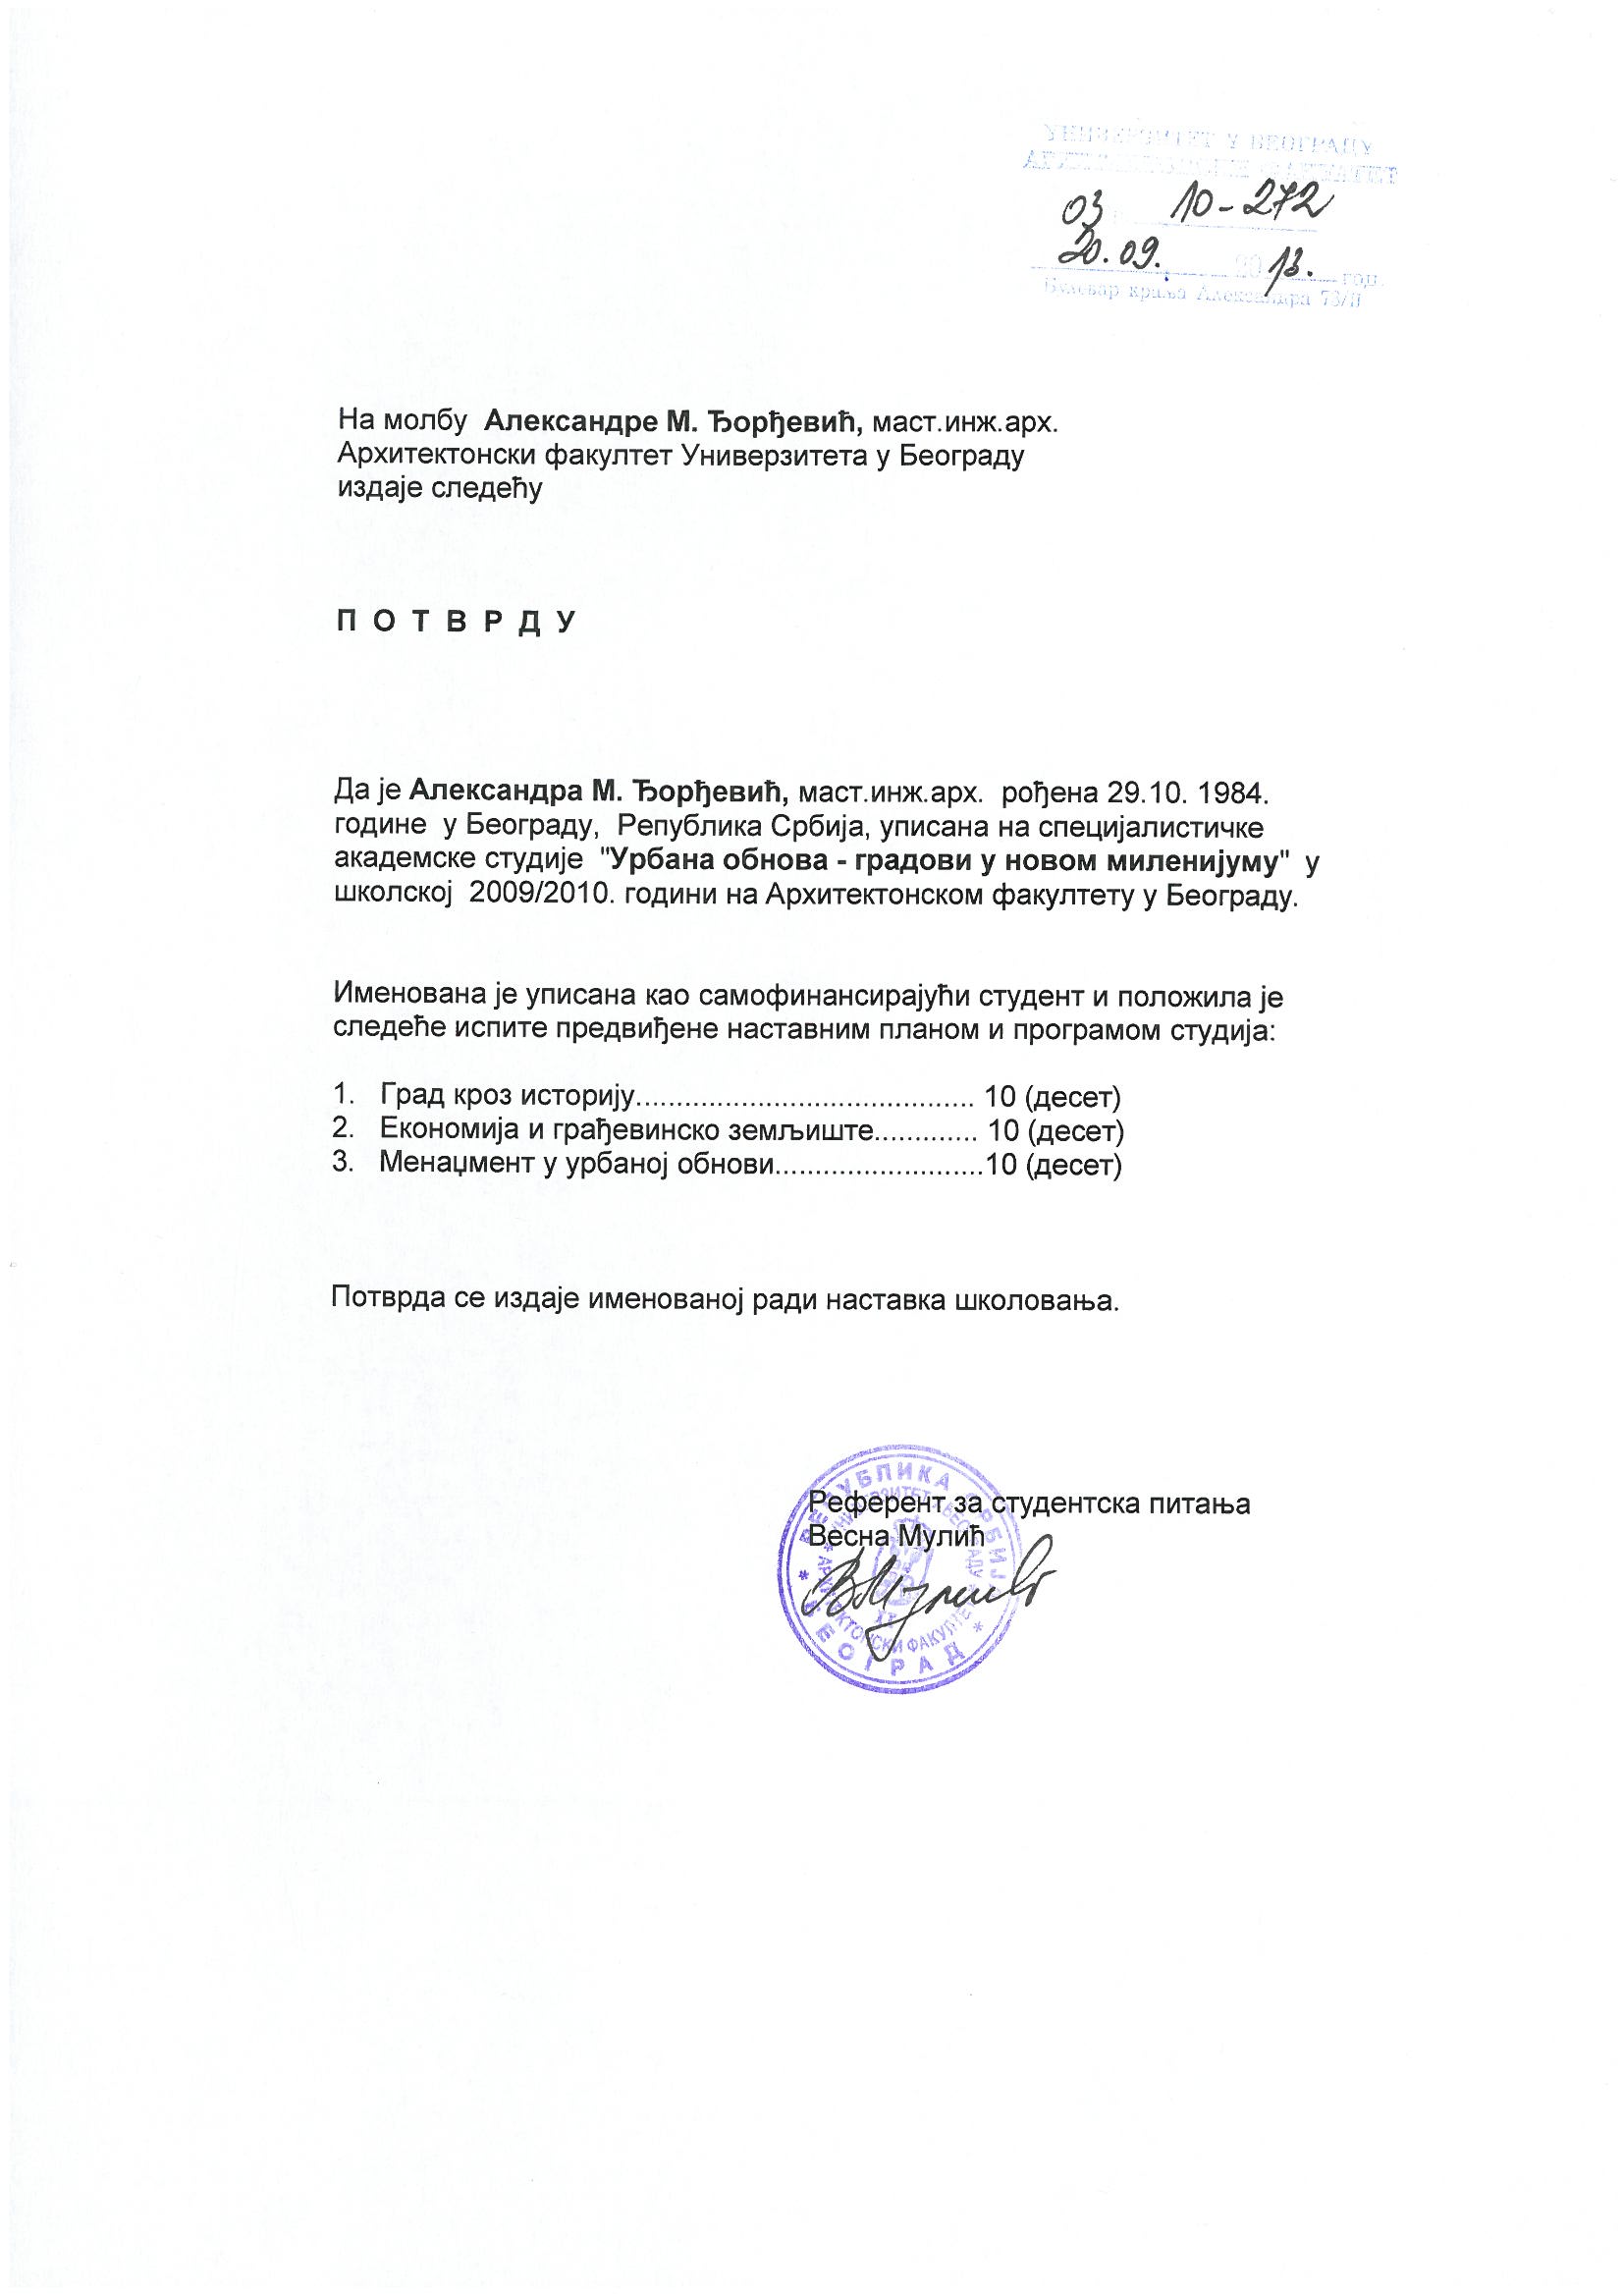 УНИВЕРЗИТЕТ У БЕОГРАДУ
АРХИТЕКТОНСКИ ФАКУЛТЕТ
03 10-272
20.09. 2013. год.
Булевар краља Александра 73/II
На молбу Александре М. Ђорђевић, маст.инж.арх.
Архитектонски факултет Универзитета у Београду
издаје следећу
П О Т В Р Д У
Да је Александра М. Ђорђевић, маст.инж.арх. рођена 29.10. 1984.
године у Београду, Република Србија, уписана на специјалистичке
академске студије "Урбана обнова - градови у новом миленијуму" у
школској 2009/2010. години на Архитектонском факултету у Београду.
Именована је уписана као самофинансирајући студент и положила је
следеће испите предвиђене наставним планом и програмом студија:
1. Град кроз историју.......................................... 10 (десет)
2. Економија и грађевинско земљиште............. 10 (десет)
3. Менаџмент у урбаној обнови..........................10 (десет)
Потврда се издаје именованој ради наставка школовања.
Референт за студентска питања
Весна Мулић
РЕПУБЛИКА СРБИЈА
УНИВЕРЗИТЕТ У БЕОГРАДУ
АРХИТЕКТОНСКИ ФАКУЛТЕТ
БЕОГРАД